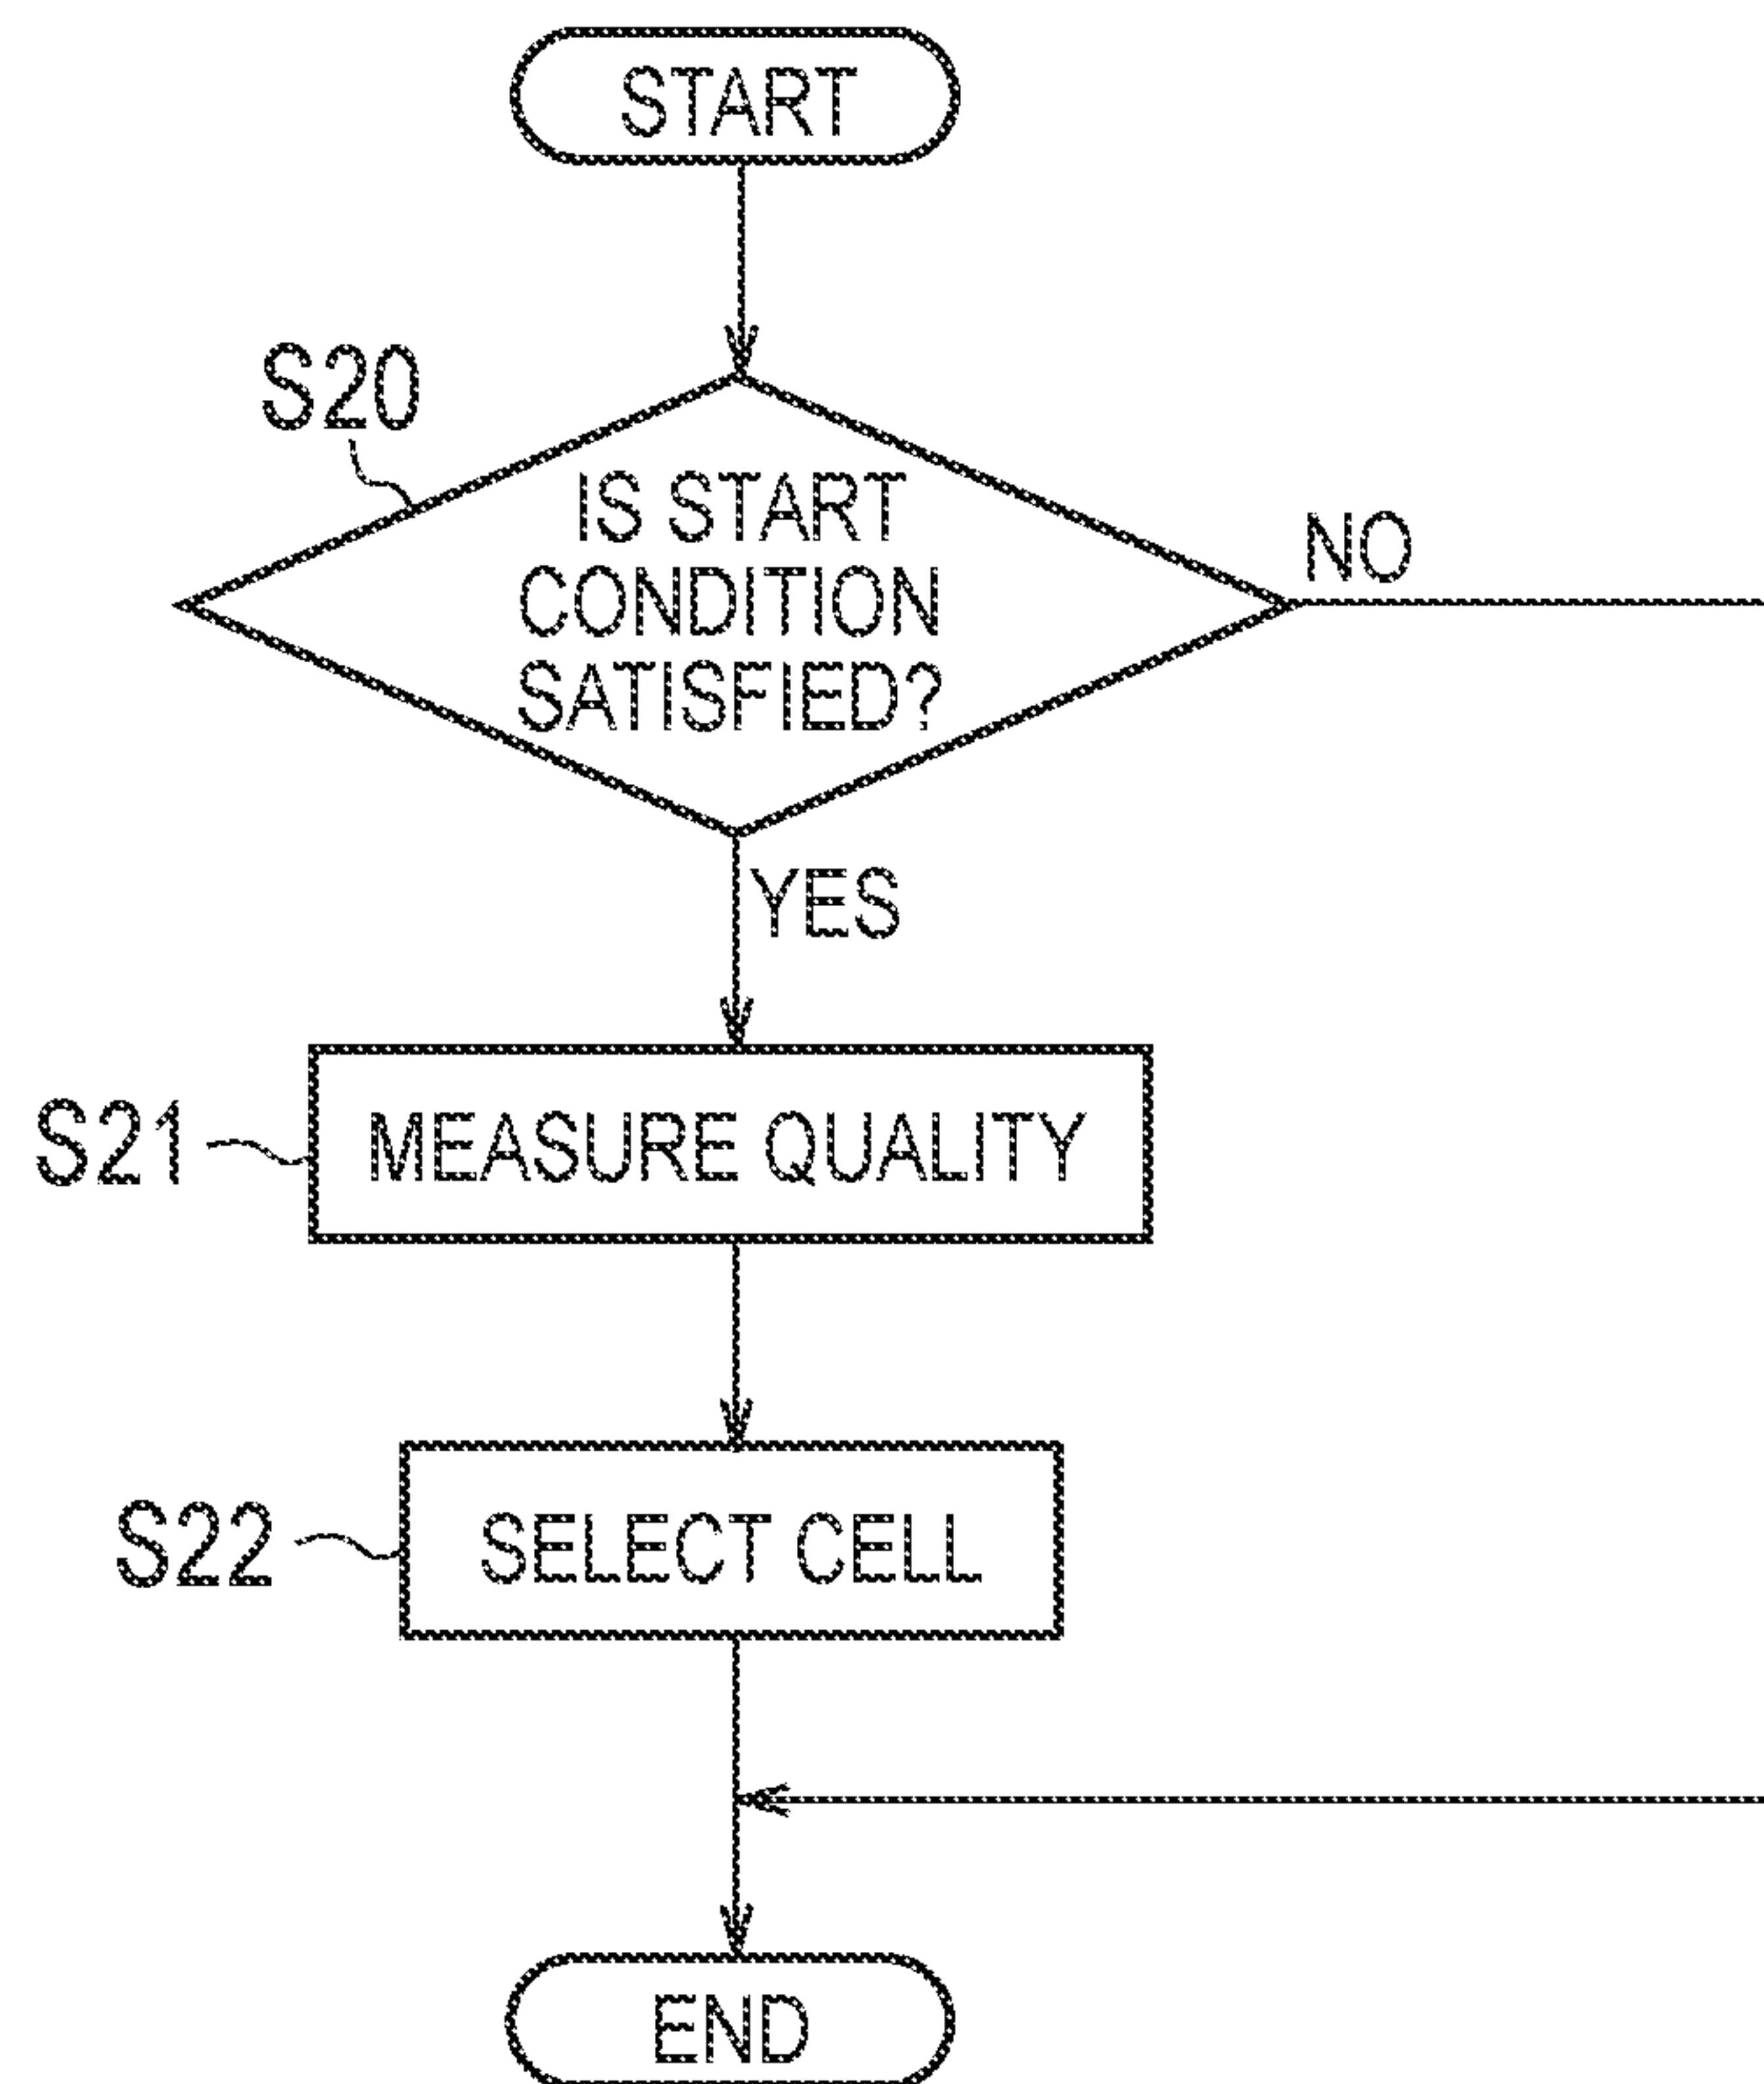 START
S20
IS START
CONDITION
SATISFIED?
NO
YES
S21
MEASURE QUALITY
S22
SELECT CELL
END